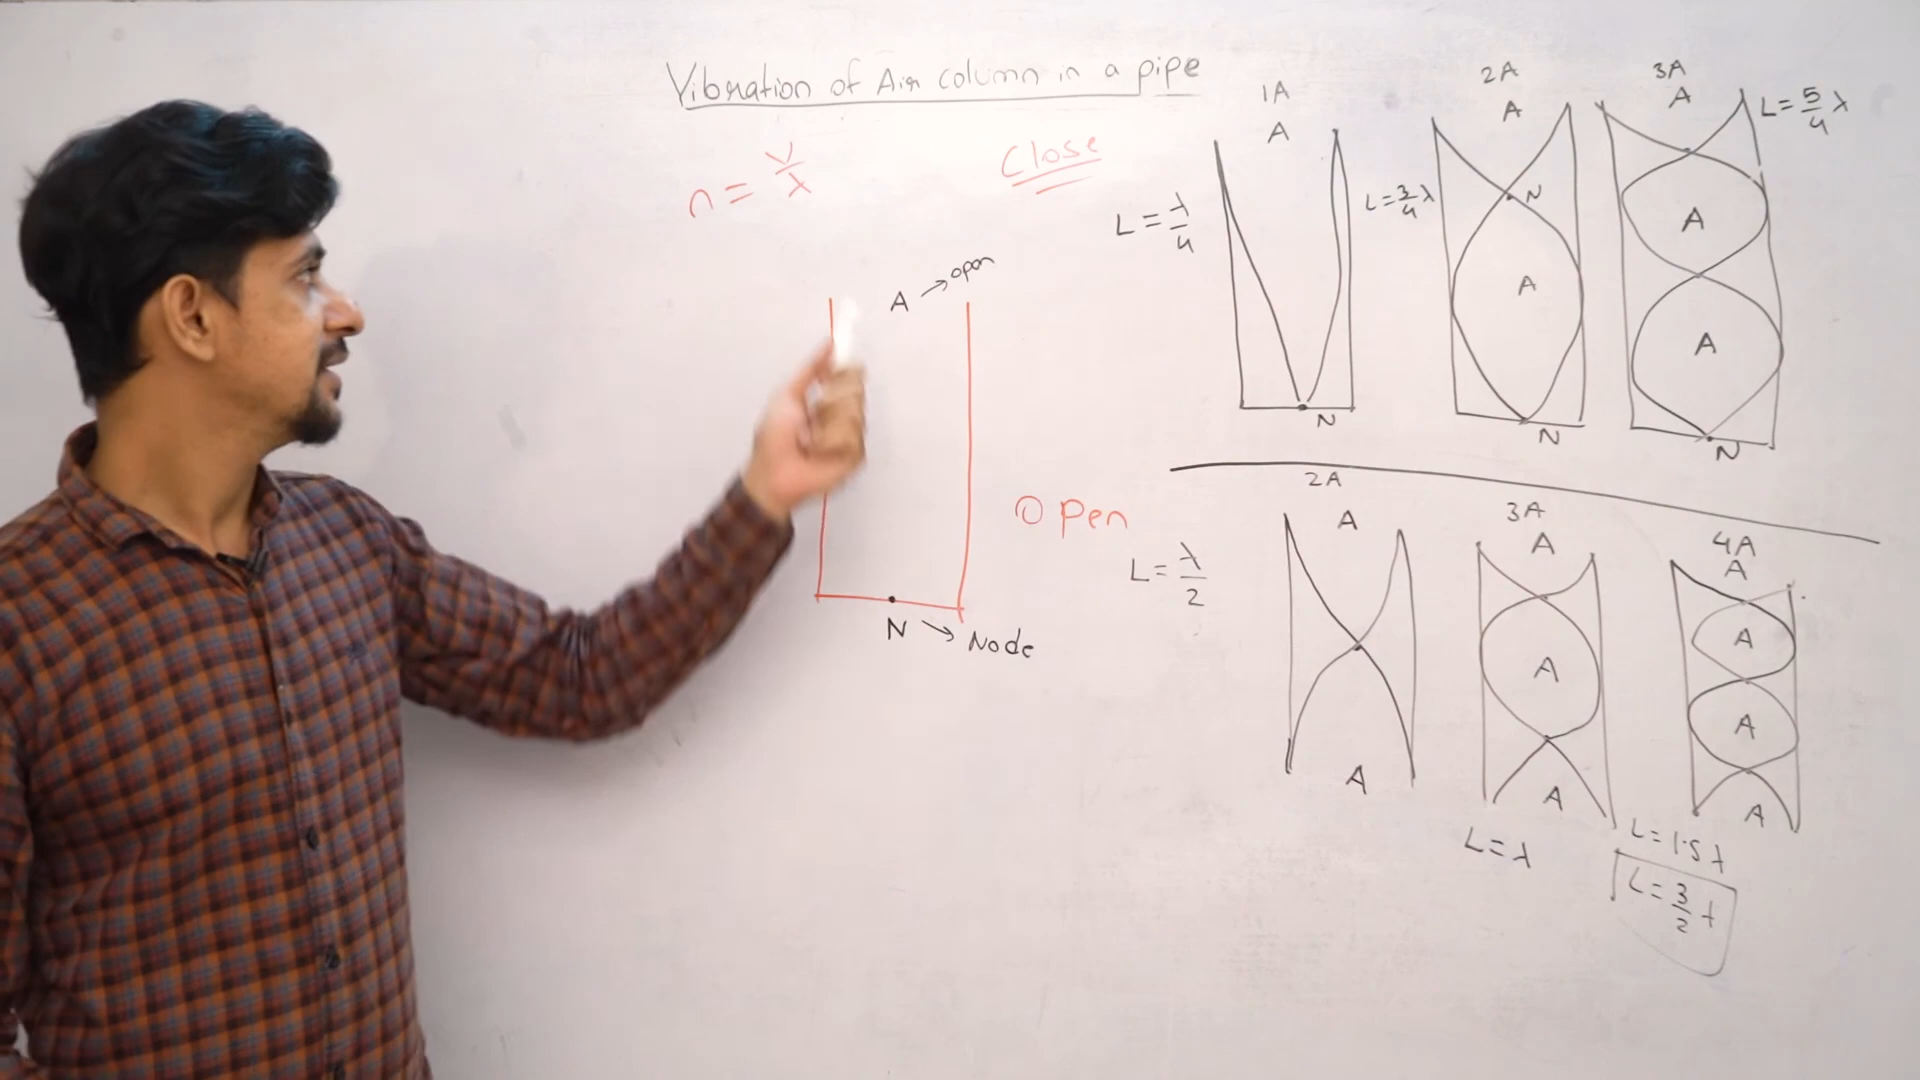 Vibration of Air column in a pipe
n = V/λ
Close
A → open
N → Node
1A
A
L = λ/4
N
2A
A
L = 3/4 λ
N
A
N
3A
A
L = 5/4 λ
A
A
N
Open
2A
A
L = λ/2
A
3A
A
A
A
L = λ
4A
A
A
A
A
L = 1.5 λ
L = 3/2 λ